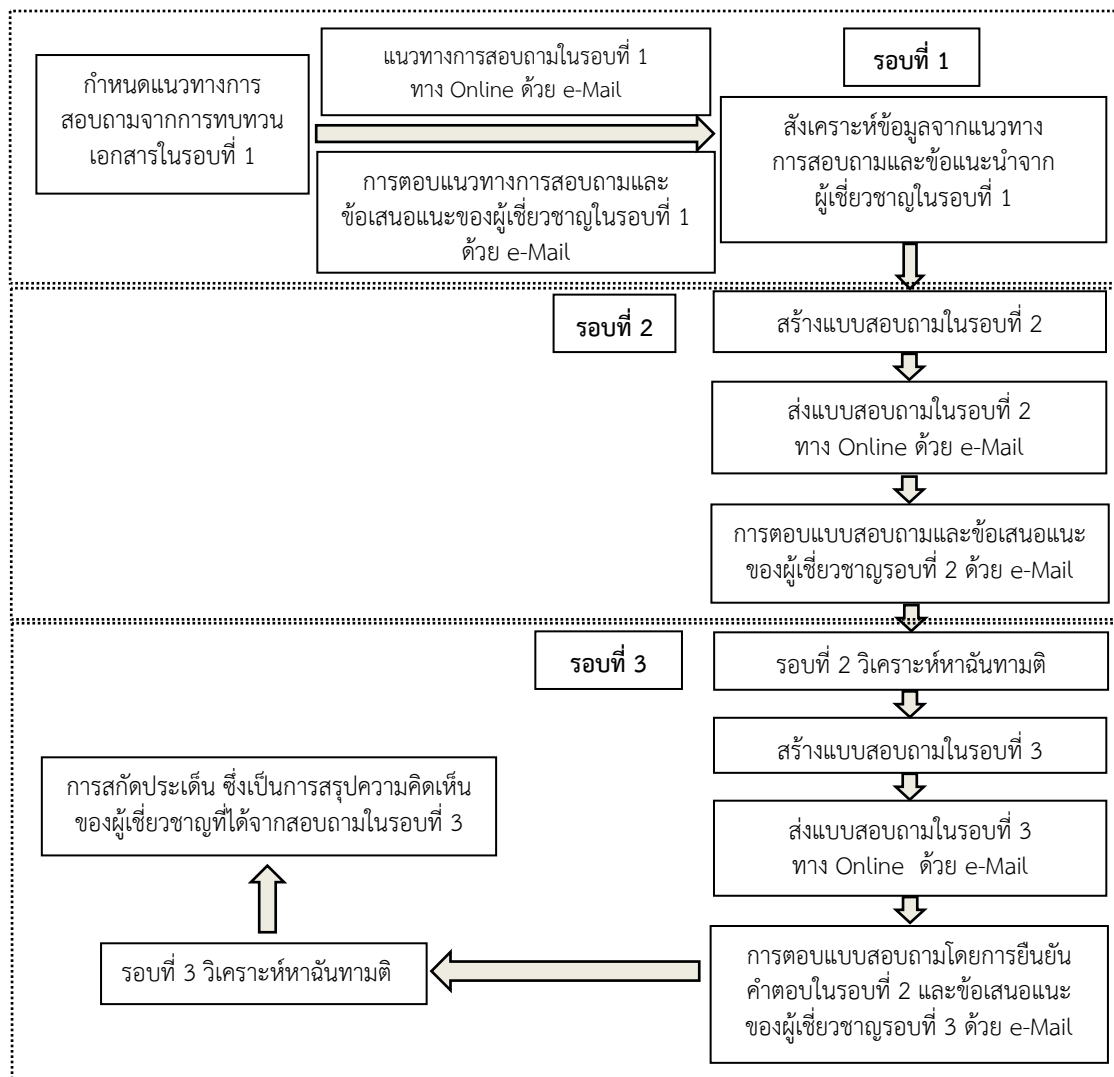 กำหนดแนวทางการ
สอบถามจากการทบทวน
เอกสารในรอบที่ 1
แนวทางการสอบถามในรอบที่ 1
ทาง Online ด้วย e-Mail
การตอบแนวทางการสอบถามและ
ข้อเสนอแนะของผู้เชี่ยวชาญในรอบที่ 1
ด้วย e-Mail
รอบที่ 1
สังเคราะห์ข้อมูลจากแนวทาง
การสอบถามและข้อแนะนำจาก
ผู้เชี่ยวชาญในรอบที่ 1
รอบที่ 2
สร้างแบบสอบถามในรอบที่ 2
ส่งแบบสอบถามในรอบที่ 2
ทาง Online ด้วย e-Mail
การตอบแบบสอบถามและข้อเสนอแนะ
ของผู้เชี่ยวชาญรอบที่ 2 ด้วย e-Mail
รอบที่ 3
รอบที่ 2 วิเคราะห์หาฉันทามติ
สร้างแบบสอบถามในรอบที่ 3
ส่งแบบสอบถามในรอบที่ 3
ทาง Online ด้วย e-Mail
การตอบแบบสอบถามโดยการยืนยัน
คำตอบในรอบที่ 2 และข้อเสนอแนะ
ของผู้เชี่ยวชาญรอบที่ 3 ด้วย e-Mail
รอบที่ 3 วิเคราะห์หาฉันทามติ
การสกัดประเด็น ซึ่งเป็นการสรุปความคิดเห็น
ของผู้เชี่ยวชาญที่ได้จากสอบถามในรอบที่ 3